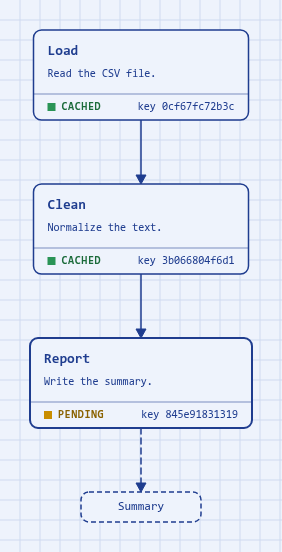 Load
Read the CSV file.
CACHED key 0cf67fc72b3c
Clean
Normalize the text.
CACHED key 3b066804f6d1
Report
Write the summary.
PENDING key 845e91831319
Summary